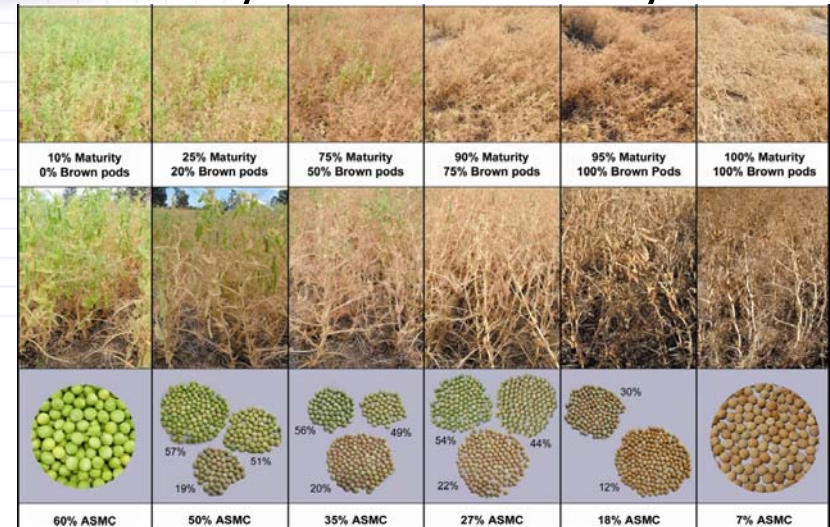 10% Maturity
0% Brown pods
25% Maturity
20% Brown pods
75% Maturity
50% Brown pods
90% Maturity
75% Brown pods
95% Maturity
100% Brown Pods
100% Maturity
100% Brown pods
57%
51%
19%
56%
49%
20%
54%
44%
22%
30%
12%
60% ASMC
50% ASMC
35% ASMC
27% ASMC
18% ASMC
7% ASMC